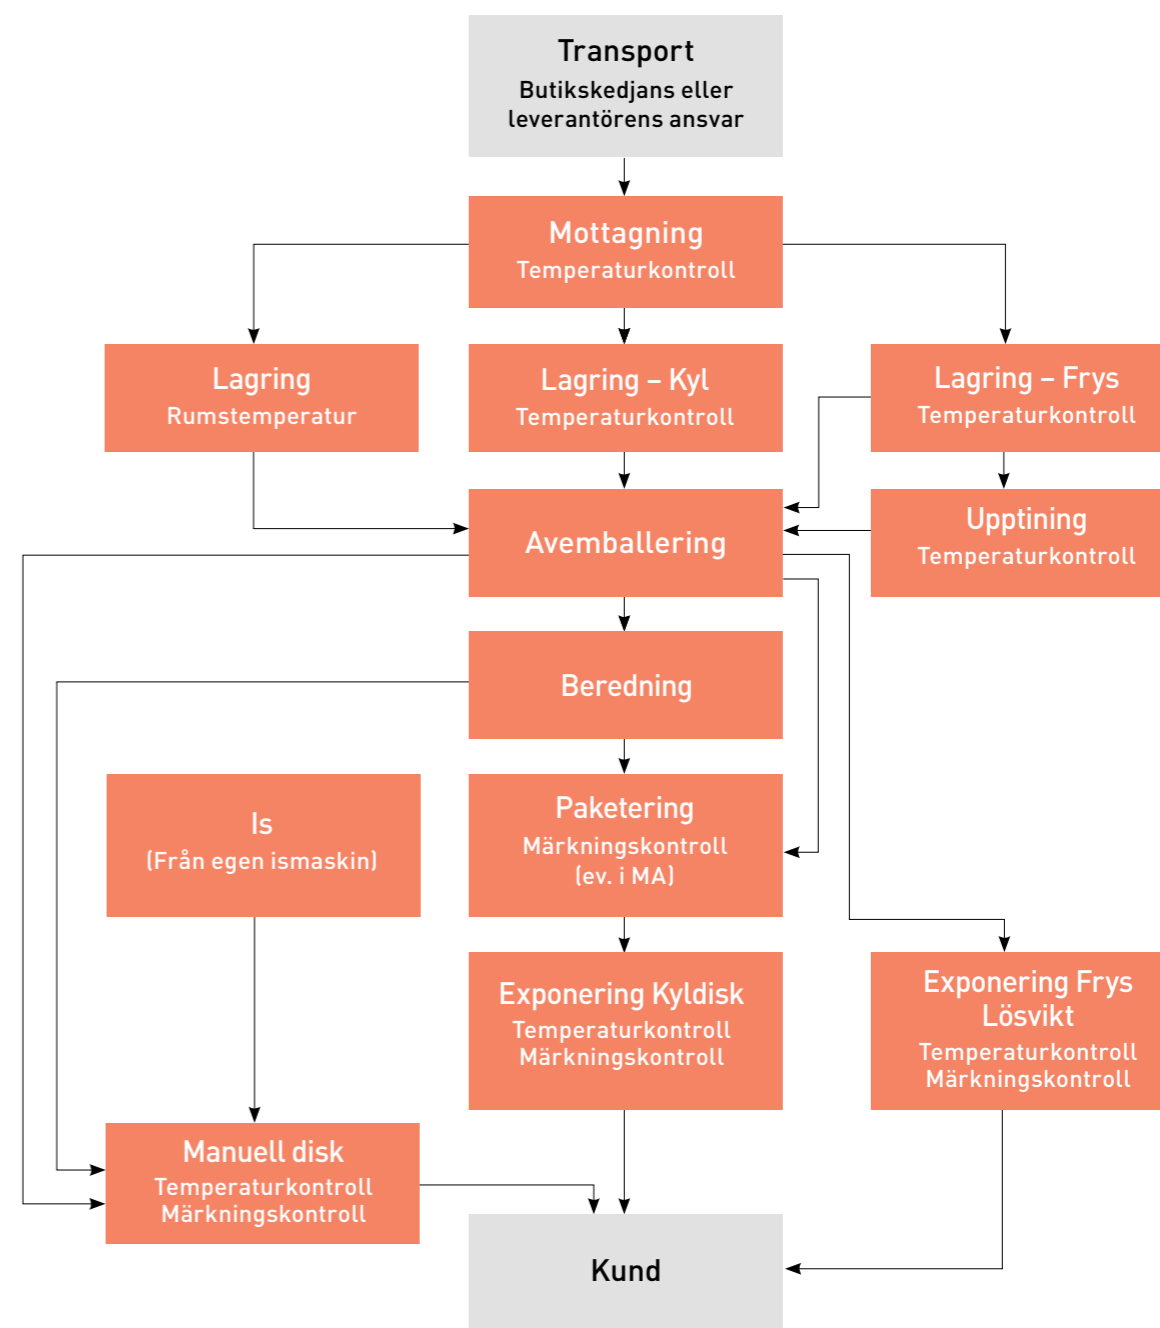 Transport
Butikskedjans eller
leverantörens ansvar
Mottagning
Temperaturkontroll
Lagring
Rumstemperatur
Lagring – Kyl
Temperaturkontroll
Lagring – Frys
Temperaturkontroll
Avemballering
Upptining
Temperaturkontroll
Beredning
Is
(Från egen ismaskin)
Paketering
Märkningskontroll
(ev. i MA)
Exponering Kyldisk
Temperaturkontroll
Märkningskontroll
Exponering Frys
Lösvikt
Temperaturkontroll
Märkningskontroll
Manuell disk
Temperaturkontroll
Märkningskontroll
Kund